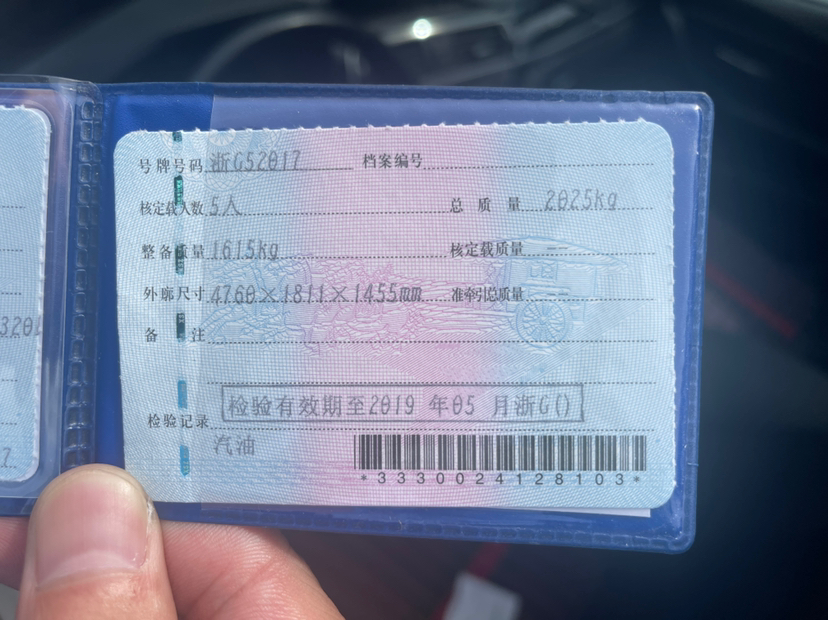 号牌号码 浙G52017 档案编号
核定载人数 5人 总质量 2025kg
整备质量 1615kg 核定载质量 ——
外廓尺寸 4760×1811×1455mm 准牵引总质量 ——
备注
检验记录 检验有效期至2019 年05 月浙G()
汽油
*3330024128103*
320
7.